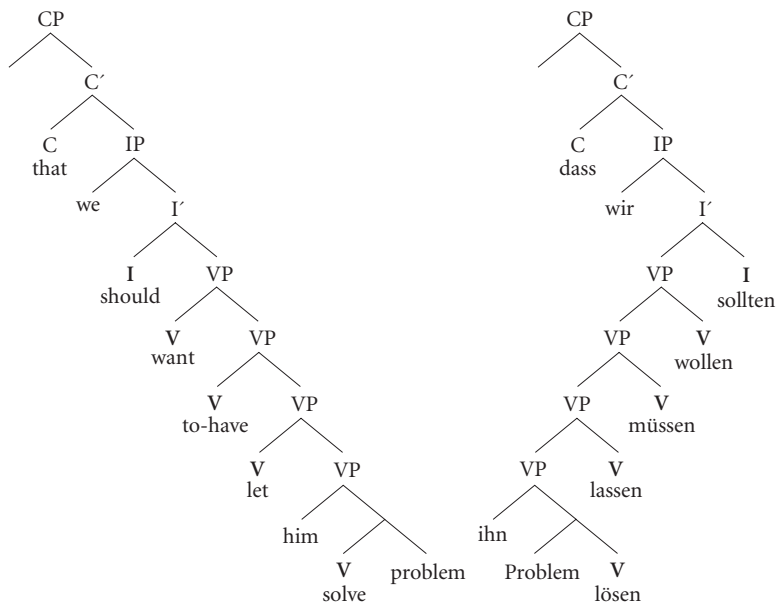 CP CP
C´ C´
C IP C IP
that dass
we I´ wir I´
I VP VP I
should sollten
V VP VP V
want wollen
V VP VP V
to-have müssen
V VP VP V
let lassen
him ihn
V problem Problem V
solve lösen